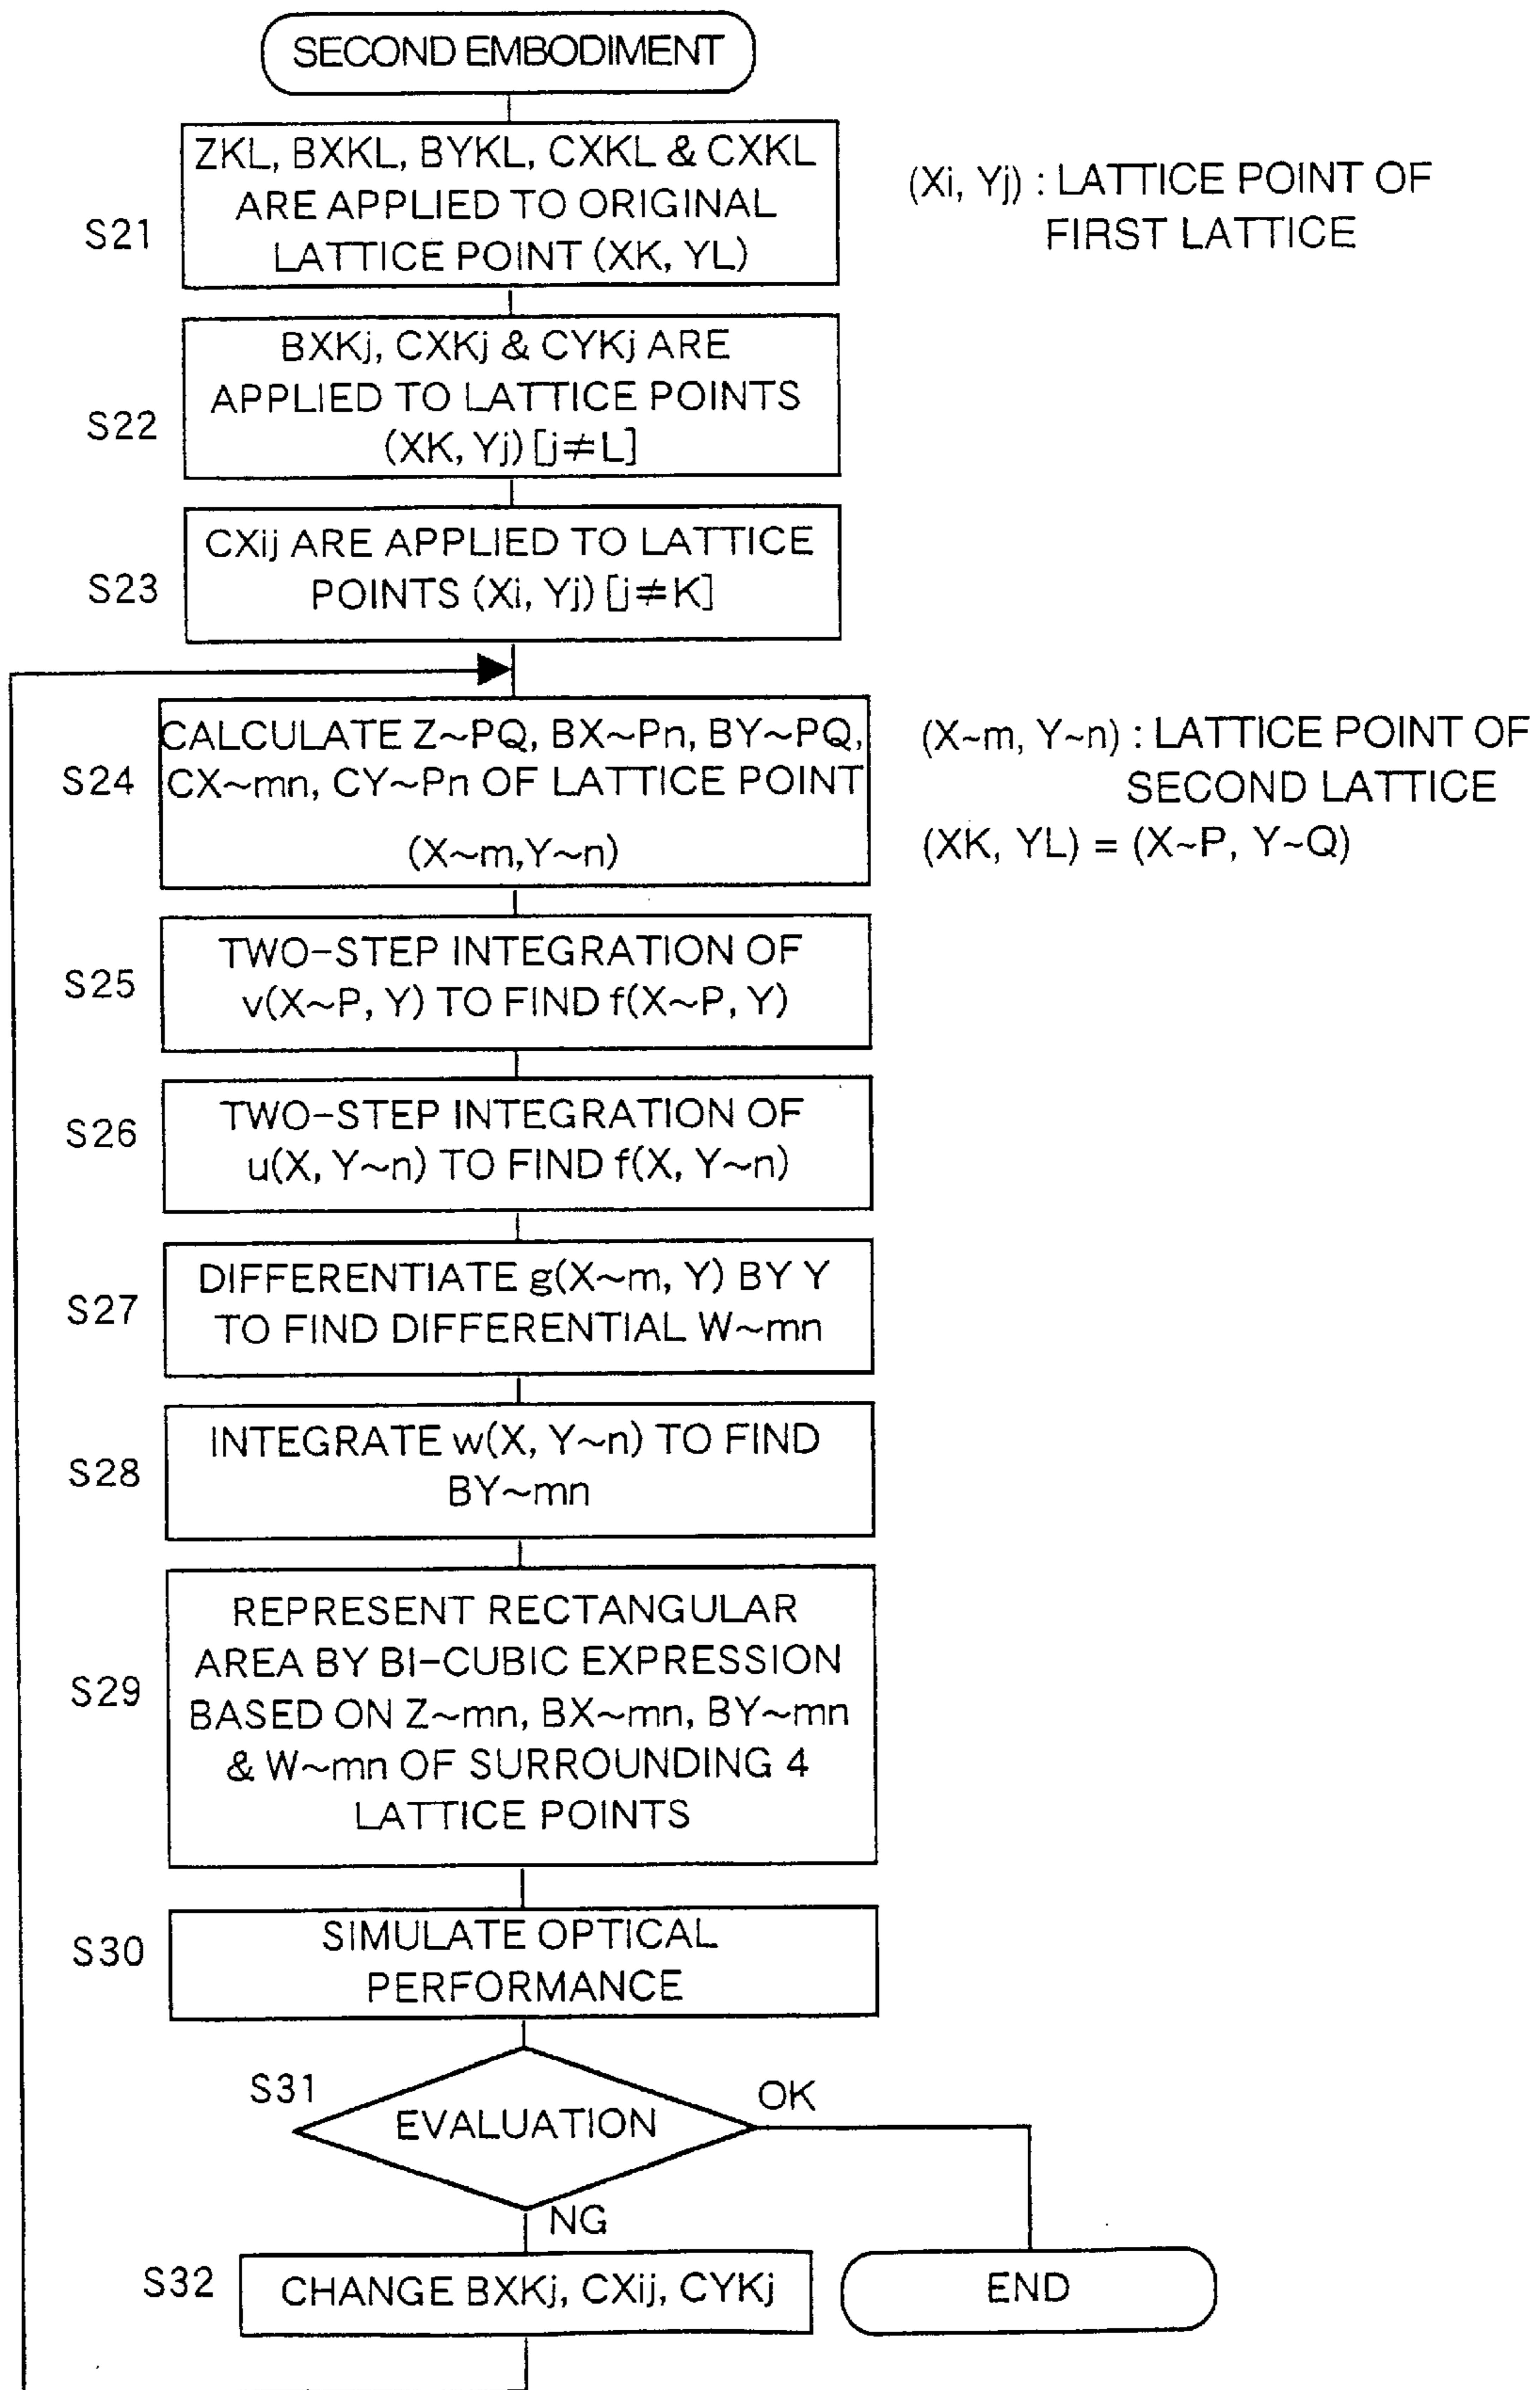 SECOND EMBODIMENT
ZKL, BXKL, BYKL, CXKL & CXKL
ARE APPLIED TO ORIGINAL
LATTICE POINT (XK, YL)
S21
(Xi, Yj) : LATTICE POINT OF
FIRST LATTICE
BXKj, CXKj & CYKj ARE
APPLIED TO LATTICE POINTS
(XK, Yj) [j≠L]
S22
CXij ARE APPLIED TO LATTICE
POINTS (Xi, Yj) [j≠K]
S23
CALCULATE Z~PQ, BX~Pn, BY~PQ,
CX~mn, CY~Pn OF LATTICE POINT
(X~m,Y~n)
S24
(X~m, Y~n) : LATTICE POINT OF
SECOND LATTICE
(XK, YL) = (X~P, Y~Q)
TWO-STEP INTEGRATION OF
v(X~P, Y) TO FIND f(X~P, Y)
S25
TWO-STEP INTEGRATION OF
u(X, Y~n) TO FIND f(X, Y~n)
S26
DIFFERENTIATE g(X~m, Y) BY Y
TO FIND DIFFERENTIAL W~mn
S27
INTEGRATE w(X, Y~n) TO FIND
BY~mn
S28
REPRESENT RECTANGULAR
AREA BY BI-CUBIC EXPRESSION
BASED ON Z~mn, BX~mn, BY~mn
& W~mn OF SURROUNDING 4
LATTICE POINTS
S29
SIMULATE OPTICAL
PERFORMANCE
S30
S31
EVALUATION
OK
NG
S32
CHANGE BXKj, CXij, CYKj
END